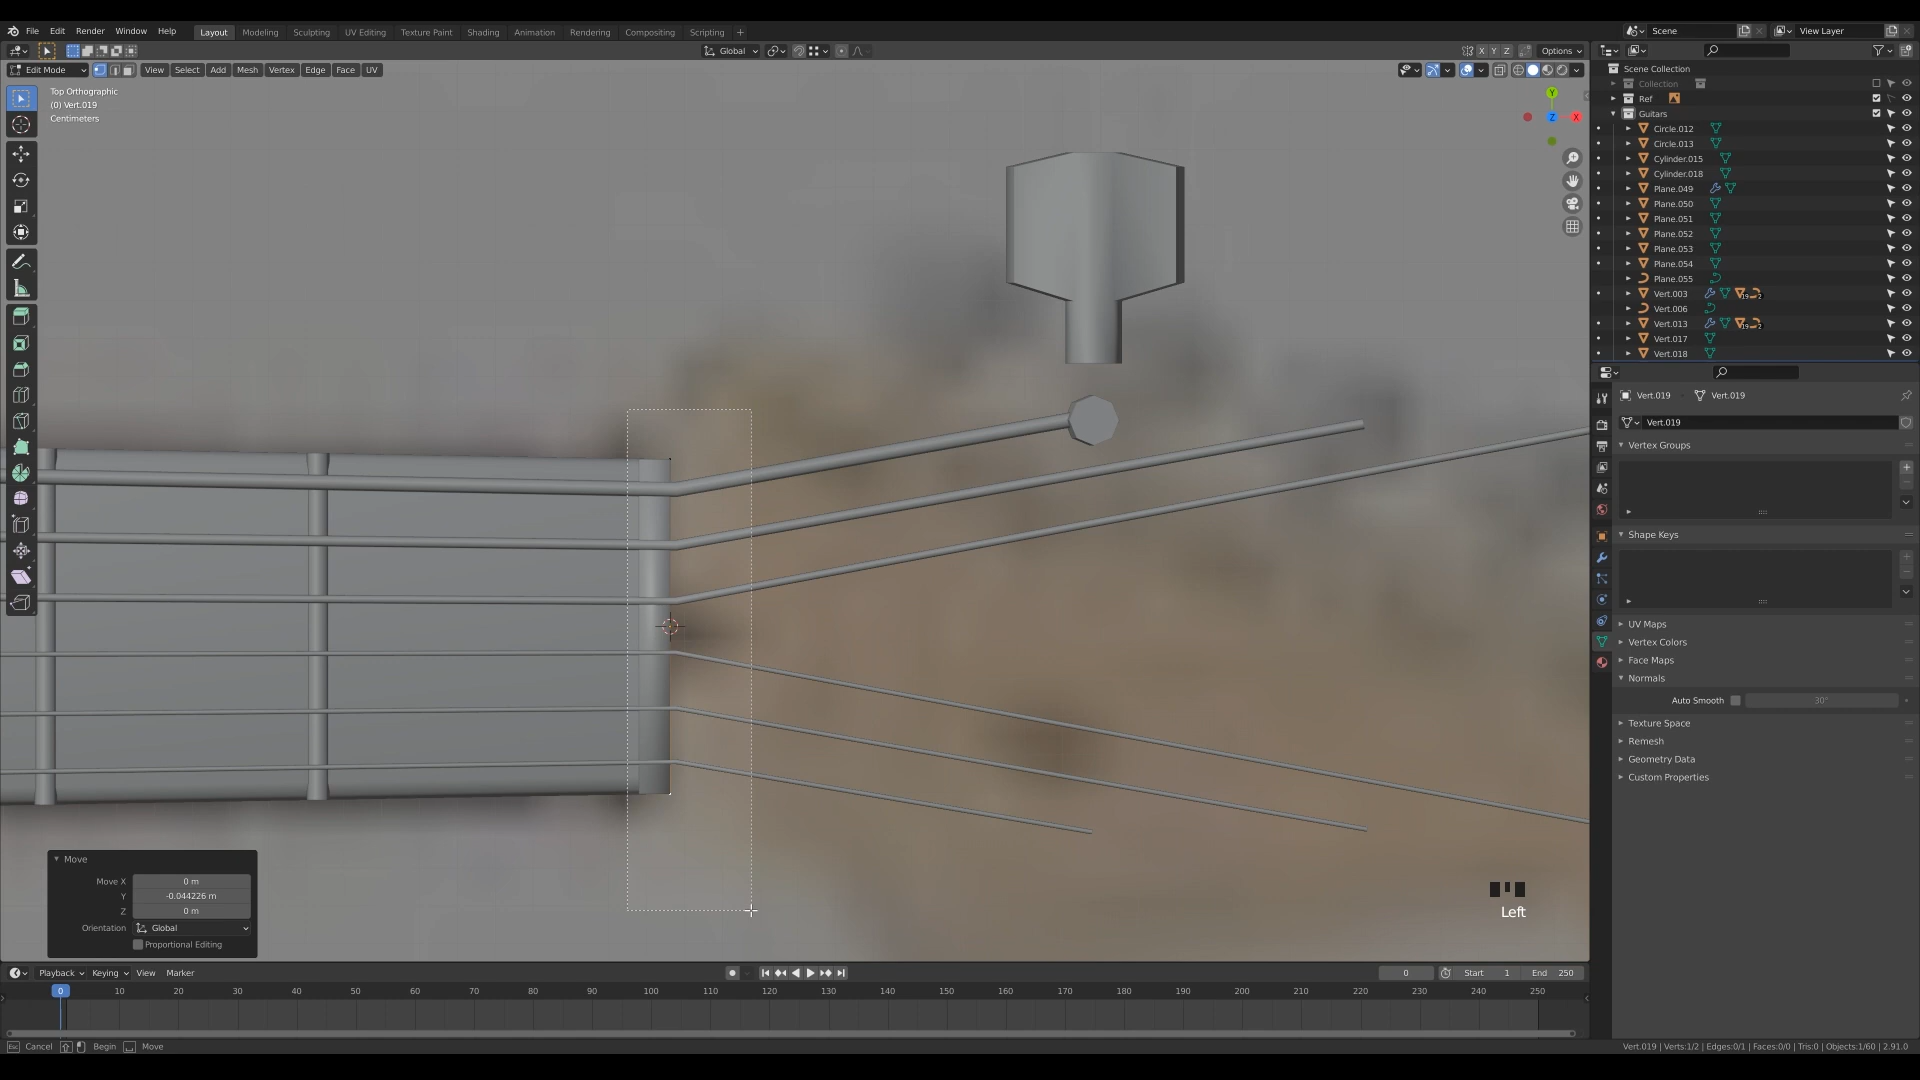 File Edit Render Window Help Layout Modeling Sculpting UV Editing Texture Paint Shading Animation Rendering Compositing Scripting + Scene View Layer
Global X Y Z Options
Edit Mode View Select Add Mesh Vertex Edge Face UV
Top Orthographic
(0) Vert.019
Centimeters
Y
Z X
Scene Collection
Collection
Ref
Guitars
Circle.012
Circle.013
Cylinder.015
Cylinder.018
Plane.049
Plane.050
Plane.051
Plane.052
Plane.053
Plane.054
Plane.055
Vert.003 19 2
Vert.006
Vert.013 19 2
Vert.017
Vert.018
Vert.019 Vert.019
Vert.019
Vertex Groups
Shape Keys
UV Maps
Vertex Colors
Face Maps
Normals
Auto Smooth 30°
Texture Space
Remesh
Geometry Data
Custom Properties
Move
Move X 0 m
Y -0.044226 m
Z 0 m
Orientation Global
Proportional Editing
Left
Playback Keying View Marker 0 Start 1 End 250
0 10 20 30 40 50 60 70 80 90 100 110 120 130 140 150 160 170 180 190 200 210 220 230 240 250
Esc Cancel Begin Move Vert.019 | Verts:1/2 | Edges:0/1 | Faces:0/0 | Tris:0 | Objects:1/60 | 2.91.0